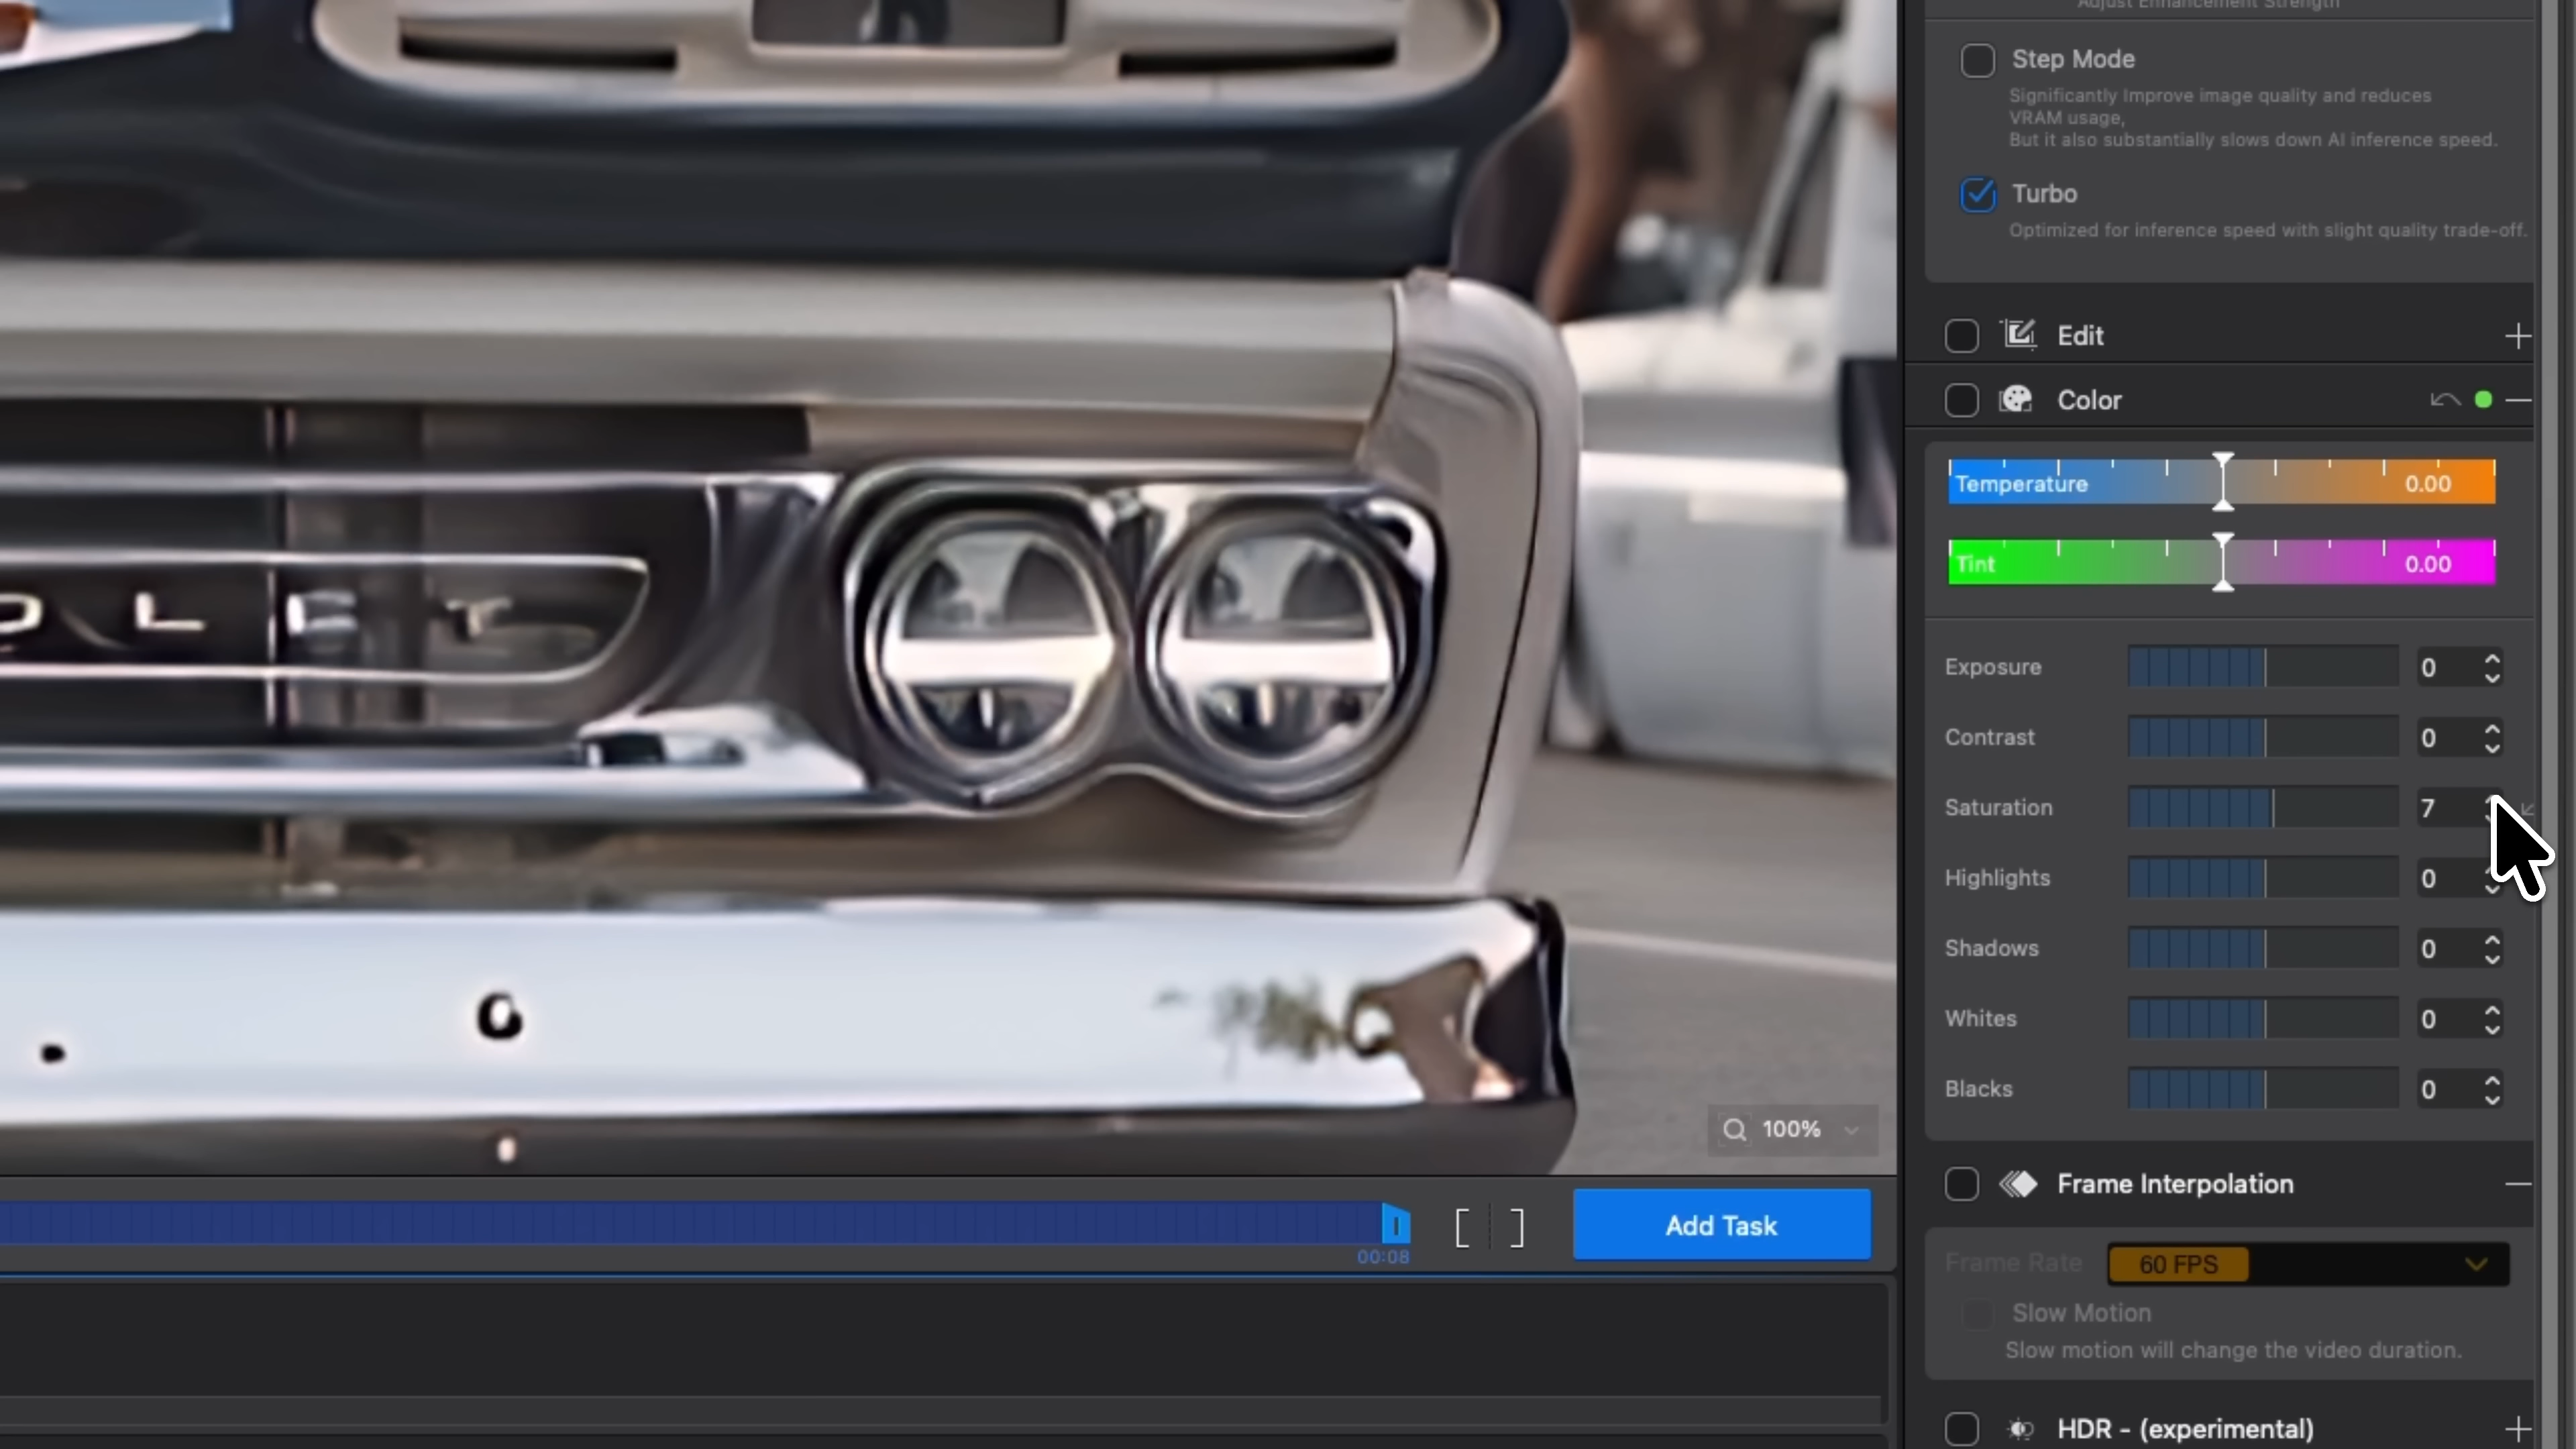 Adjust Enhancement Strength
Step Mode
Significantly Improve image quality and reduces
VRAM usage,
But it also substantially slows down AI inference speed.
Turbo
Optimized for inference speed with slight quality trade-off.
Edit
Color
Temperature 0.00
Tint 0.00
Exposure 0
Contrast 0
Saturation 7
Highlights 0
Shadows 0
Whites 0
Blacks 0
Frame Interpolation
Frame Rate 60 FPS
Slow Motion
Slow motion will change the video duration.
HDR - (experimental)
O L E T
100%
00:08
[ ]
Add Task